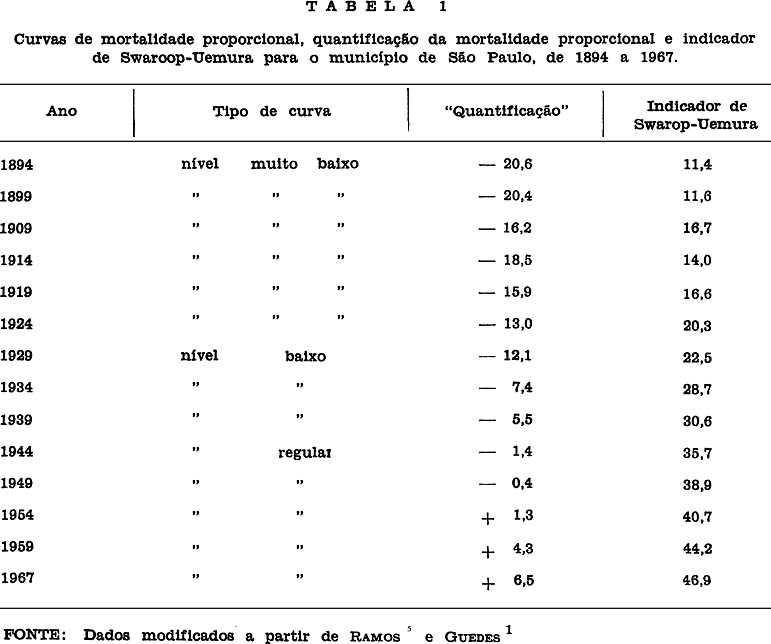 TABELA 1
Curvas de mortalidade proporcional, quantificação da mortalidade proporcional e indicador
de Swaroop-Uemura para o município de São Paulo, de 1894 a 1967.
Ano Tipo de curva "Quantificação" Indicador de
Swarop-Uemura
1894 nível muito baixo — 20,6 11,4
1899 " " " — 20,4 11,6
1909 " " " — 16,2 16,7
1914 " " " — 18,5 14,0
1919 " " " — 15,9 16,6
1924 " " " — 13,0 20,3
1929 nível baixo — 12,1 22,5
1934 " " — 7,4 28,7
1939 " " — 5,5 30,6
1944 " regular — 1,4 35,7
1949 " " — 0,4 38,9
1954 " " + 1,3 40,7
1959 " " + 4,3 44,2
1967 " " + 6,5 46,9
FONTE: Dados modificados a partir de RAMOS ⁵ e GUEDES ¹